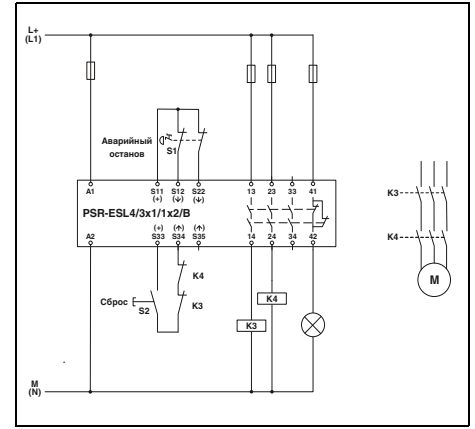 L+
(L1)
Аварийный
останов
S1
A1 S11 S12 S22 13 23 33 41
(+) (↓) (↓)
PSR-ESL4/3x1/1x2/B
(+) (↑) (↑)
A2 S33 S34 S35 14 24 34 42
K3
K4
M
K4
Сброс
S2
K3
K4
K3
M
(N)